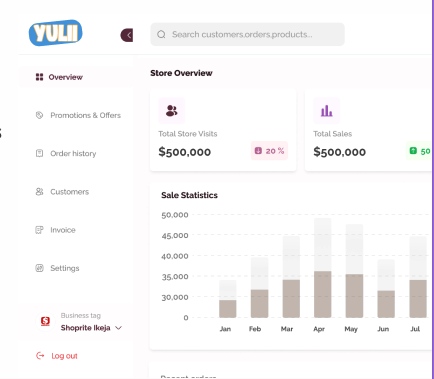 YULII
Search customers,orders,products...
Overview
Store Overview
Promotions & Offers
Total Store Visits
$500,000
20 %
Total Sales
$500,000
50
Order history
Customers
Invoice
Settings
Sale Statistics
50,000
45,000
40,000
35,000
30,000
0
Jan Feb Mar Apr May Jun Jul
Business tag
Shoprite Ikeja
Log out
Recent orders